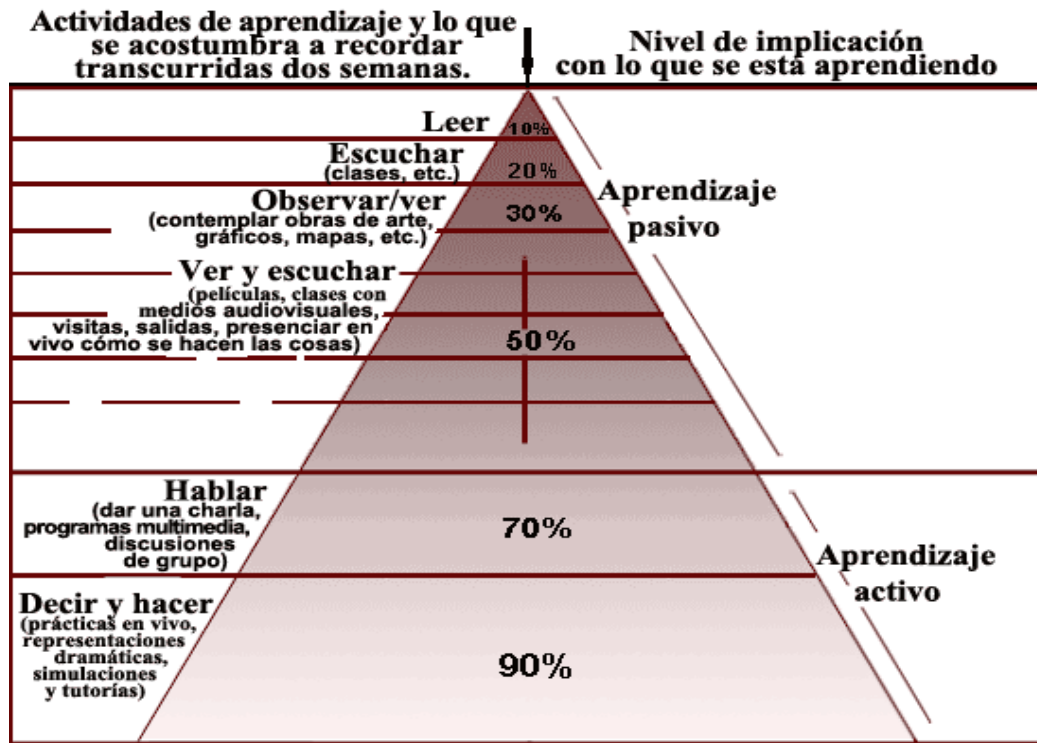 Actividades de aprendizaje y lo que
se acostumbra a recordar
transcurridas dos semanas.
Nivel de implicación
con lo que se está aprendiendo
Leer
10%
Escuchar
(clases, etc.)
20%
Observar/ver
(contemplar obras de arte,
gráficos, mapas, etc.)
30%
Aprendizaje
pasivo
Ver y escuchar
(películas, clases con
medios audiovisuales,
visitas, salidas, presenciar en
vivo cómo se hacen las cosas)
50%
Hablar
(dar una charla,
programas multimedia,
discusiones
de grupo)
70%
Aprendizaje
activo
Decir y hacer
(prácticas en vivo,
representaciones
dramáticas,
simulaciones
y tutorías)
90%